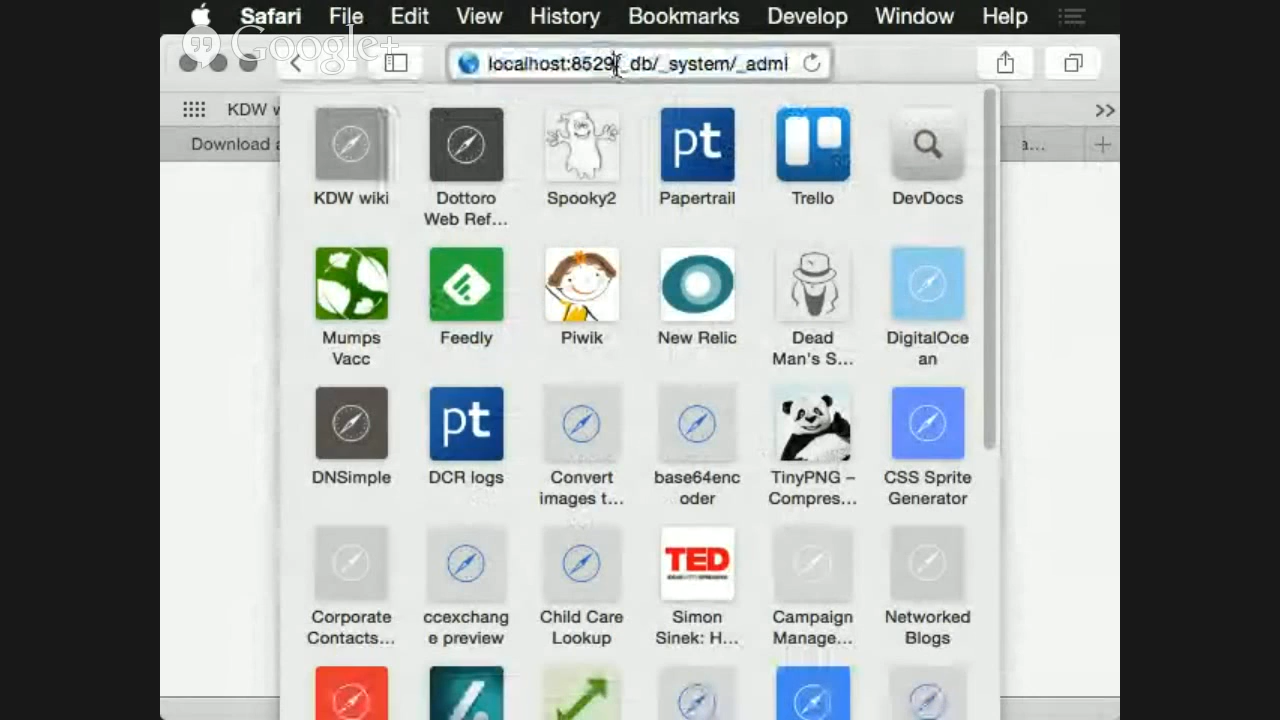 Safari File Edit View History Bookmarks Develop Window Help
Google+
localhost:8529/_db/_system/_admi
KDW w
>>
Download a
a...
pt
KDW wiki
Dottoro Web Ref...
Spooky2
Papertrail
Trello
DevDocs
Mumps Vacc
Feedly
Piwik
New Relic
Dead Man's S...
DigitalOce an
pt
DNSimple
DCR logs
Convert images t...
base64enc oder
TinyPNG – Compres...
CSS Sprite Generator
TED
Corporate Contacts...
ccexchang e preview
Child Care Lookup
Simon Sinek: H...
Campaign Manage...
Networked Blogs